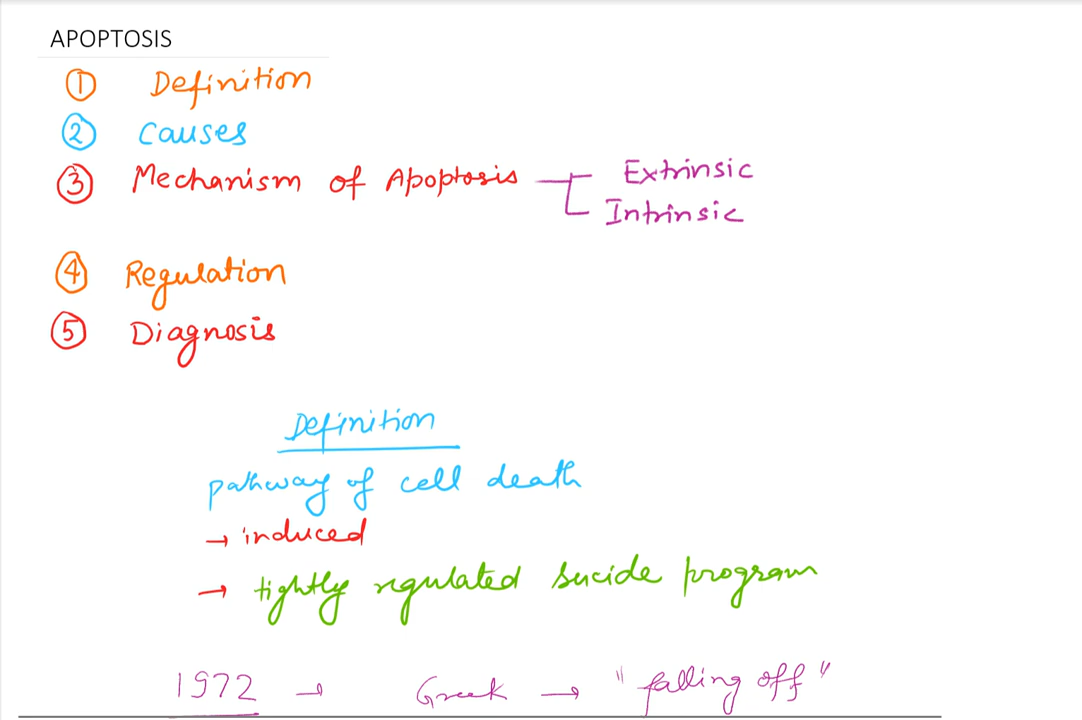 APOPTOSIS
① Definition
② Causes
③ Mechanism of Apoptosis Extrinsic
Intrinsic
④ Regulation
⑤ Diagnosis
Definition
pathway of cell death
→ induced
→ tightly regulated sucide program
1972 → Greek → "falling off"